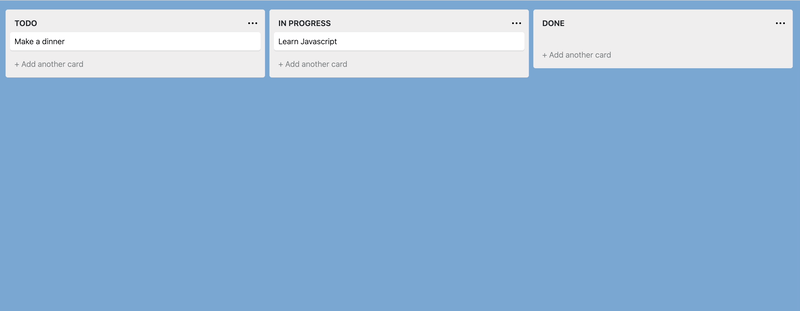 TODO
Make a dinner
+ Add another card
IN PROGRESS
Learn Javascript
+ Add another card
DONE
+ Add another card